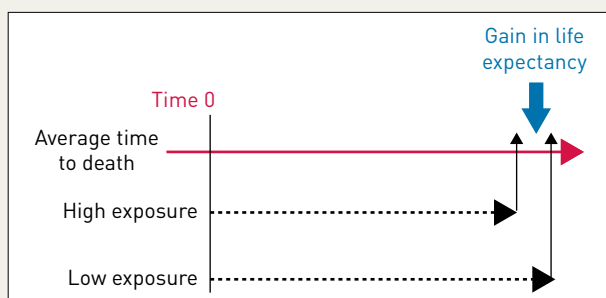 Gain in life
expectancy
Time 0
Average time
to death
High exposure
Low exposure